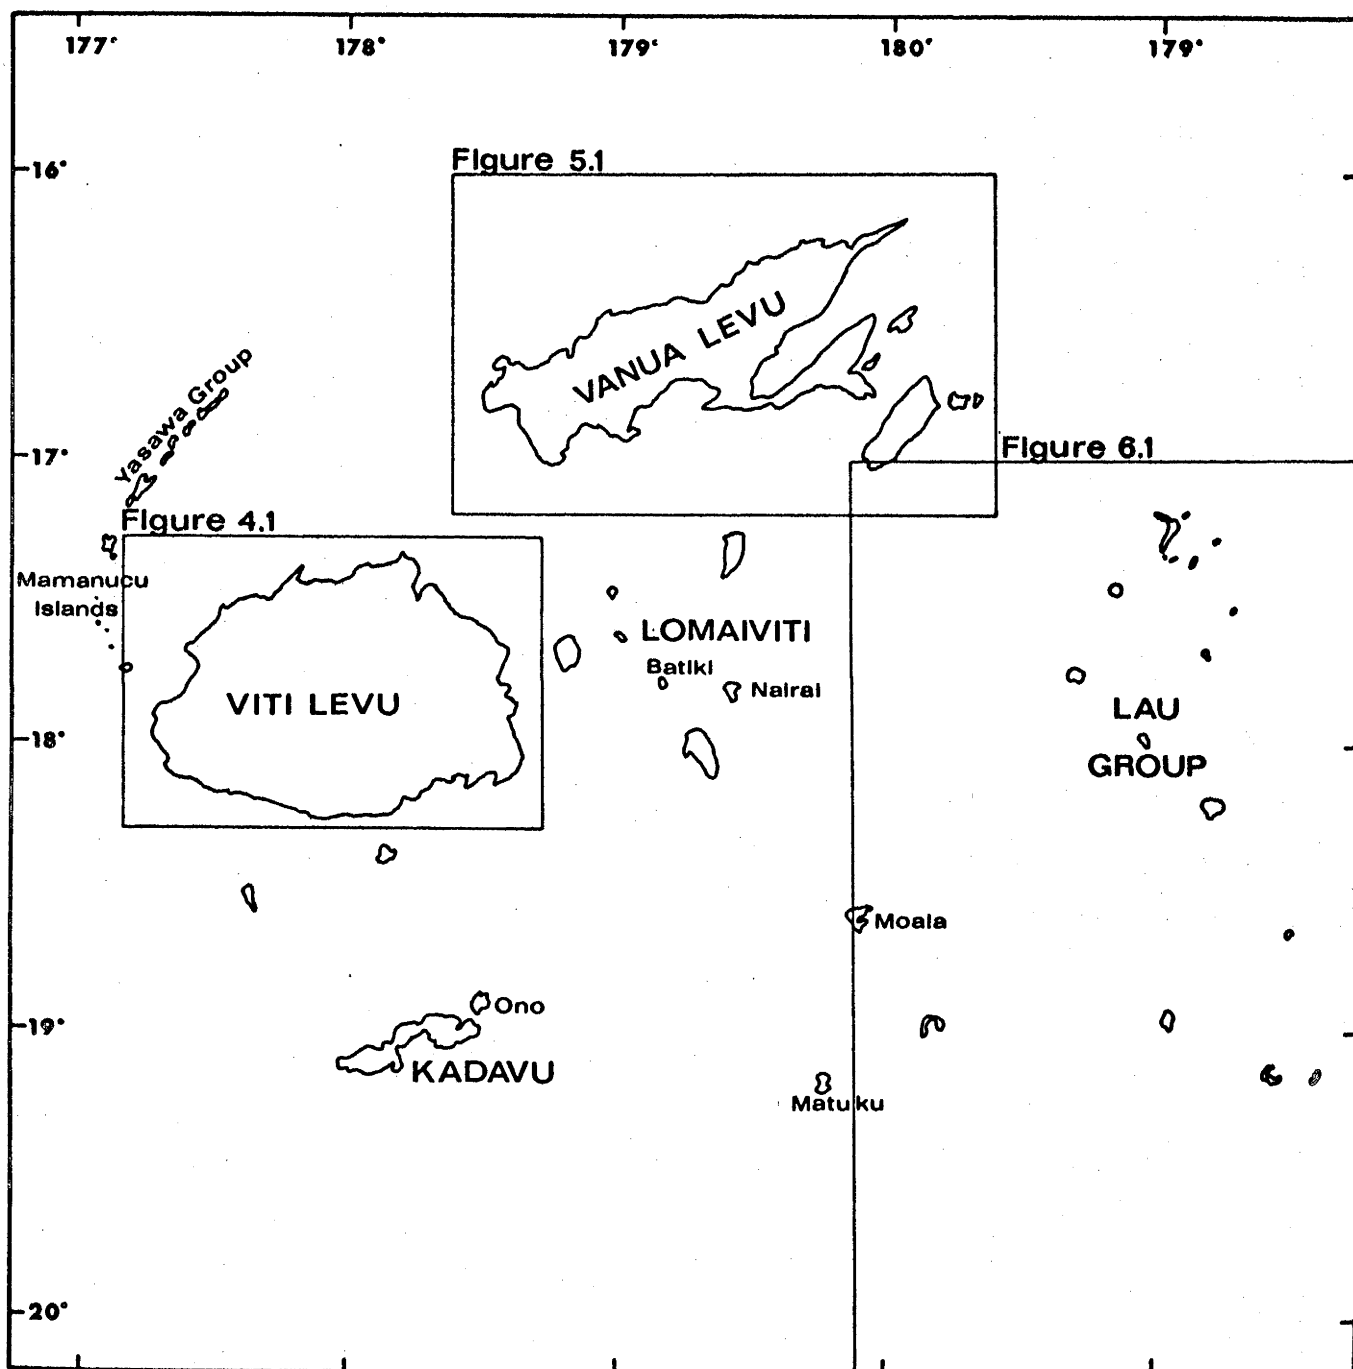 177° 178° 179° 180° 179°
Figure 5.1
16°
VANUA LEVU
Yasawa Group
17°
Figure 6.1
Figure 4.1
Mamanucu
Islands
LOMAIVITI
Batiki
Nairai
VITI LEVU
LAU
GROUP
18°
Moala
Ono
19°
KADAVU
Matuku
20°